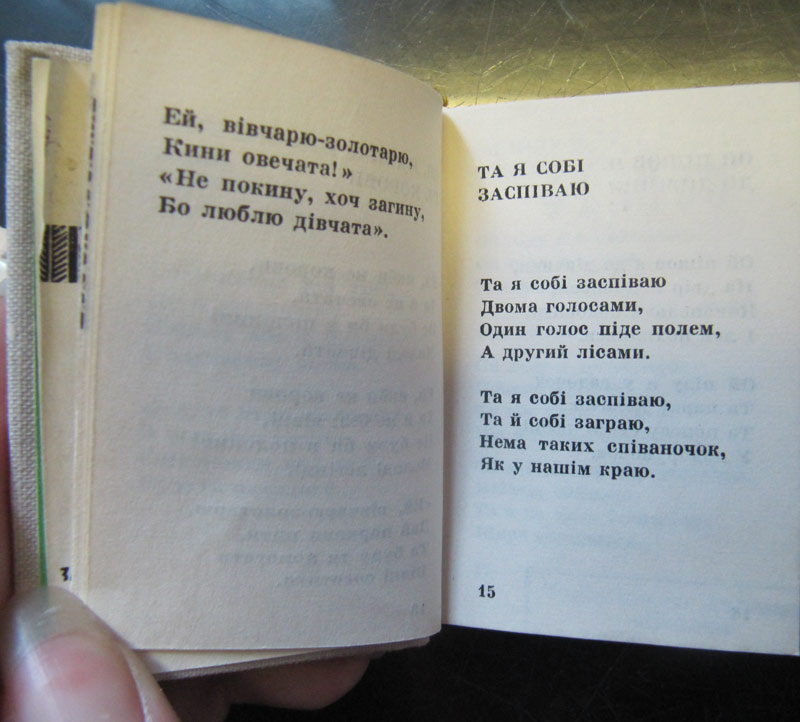 Ей, вівчарю-золотарю,
Кини овечата!»
«Не покину, хоч загину,
Бо люблю дівчата».
ТА Я СОБІ
ЗАСПІВАЮ
Та я собі заспіваю
Двома голосами,
Один голос піде полем,
А другий лісами.
Та я собі заспіваю,
Та й собі заграю,
Нема таких співаночок,
Як у нашім краю.
15